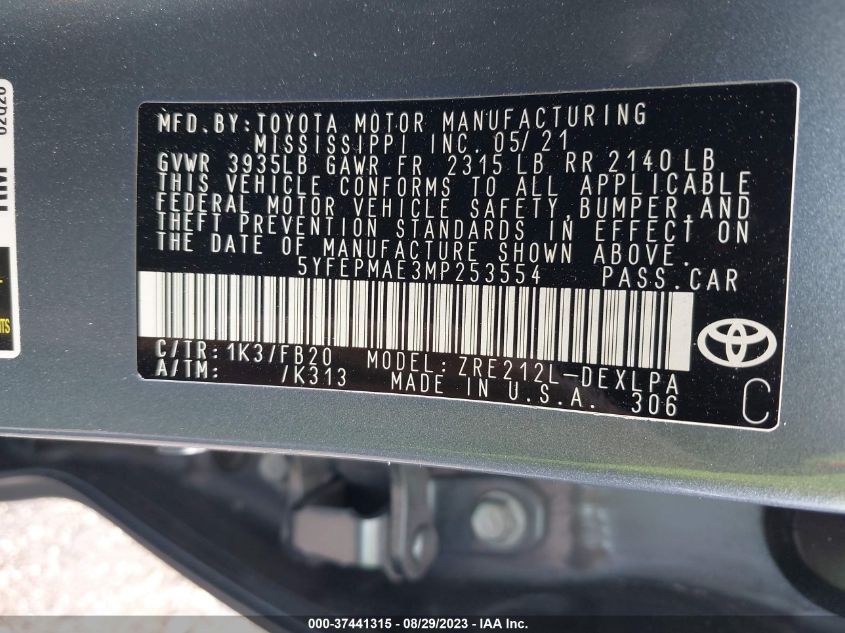 MFD. BY: TOYOTA MOTOR MANUFACTURING
MISSISSIPPI INC. 05/21
GVWR 3935LB GAWR FR 2315 LB RR 2140 LB
THIS VEHICLE CONFORMS TO ALL APPLICABLE
FEDERAL MOTOR VEHICLE SAFETY, BUMPER, AND
THEFT PREVENTION STANDARDS IN EFFECT ON
THE DATE OF MANUFACTURE SHOWN ABOVE.
5YFEPMAE3MP253554 PASS. CAR
C/TR: 1K3/FB20 MODEL: ZRE212L-DEXLPA
A/TM: /K313 MADE IN U.S.A. 306
C
000-37441315 - 08/29/2023 - Copyright IAA, Inc.